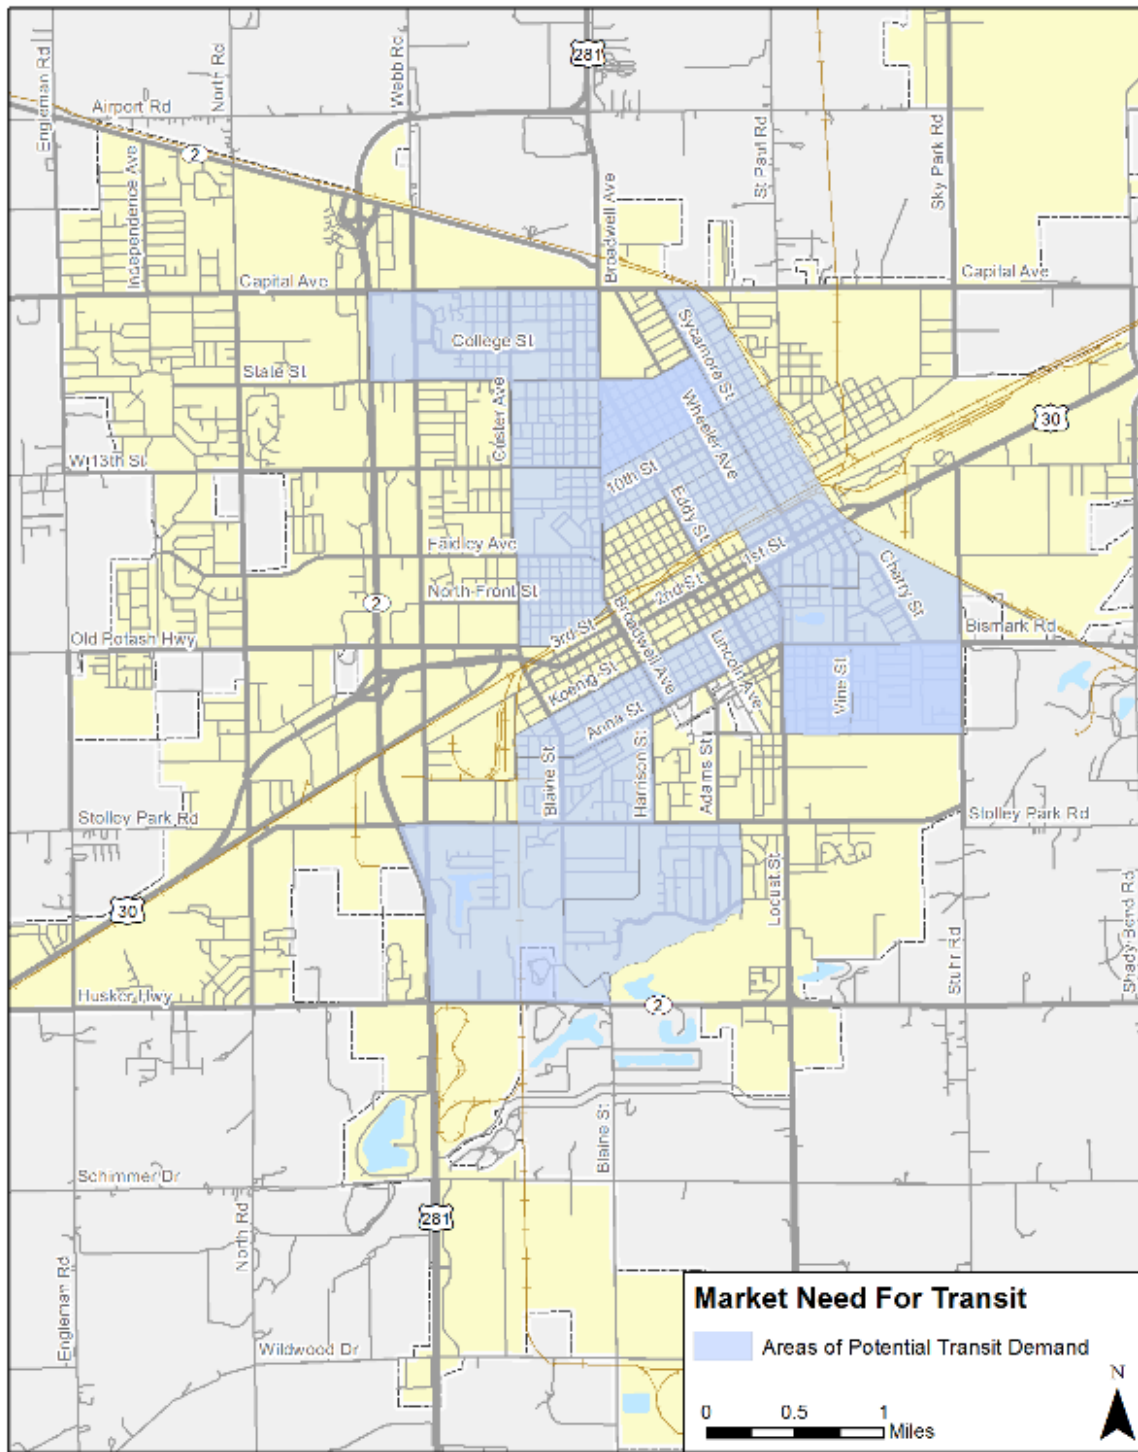 281
Engleman Rd
North Rd
Webb Rd
Airport Rd
2
Independence Ave
Broadwell Ave
St Paul Rd
Sky Park Rd
Capital Ave
Capital Ave
College St
Sycamore St
State St
Custer Ave
Wheeler Ave
30
W 13th St
10th St
Eddy St
Faidley Ave
1st St
Cherry St
North Front St
2nd St
2
3rd St
Broadwell Ave
Bismark Rd
Old Potash Hwy
Lincoln Ave
Koenig St
Vine St
Anna St
Blaine St
Harrison St
Adams St
Stolley Park Rd
Stolley Park Rd
Locust St
30
Stuhr Rd
Shady Bend Rd
Husker Hwy
2
Blaine St
Schimmer Dr
North Rd
281
Engleman Rd
Wildwood Dr
Market Need For Transit
Areas of Potential Transit Demand
N
0 0.5 1
Miles